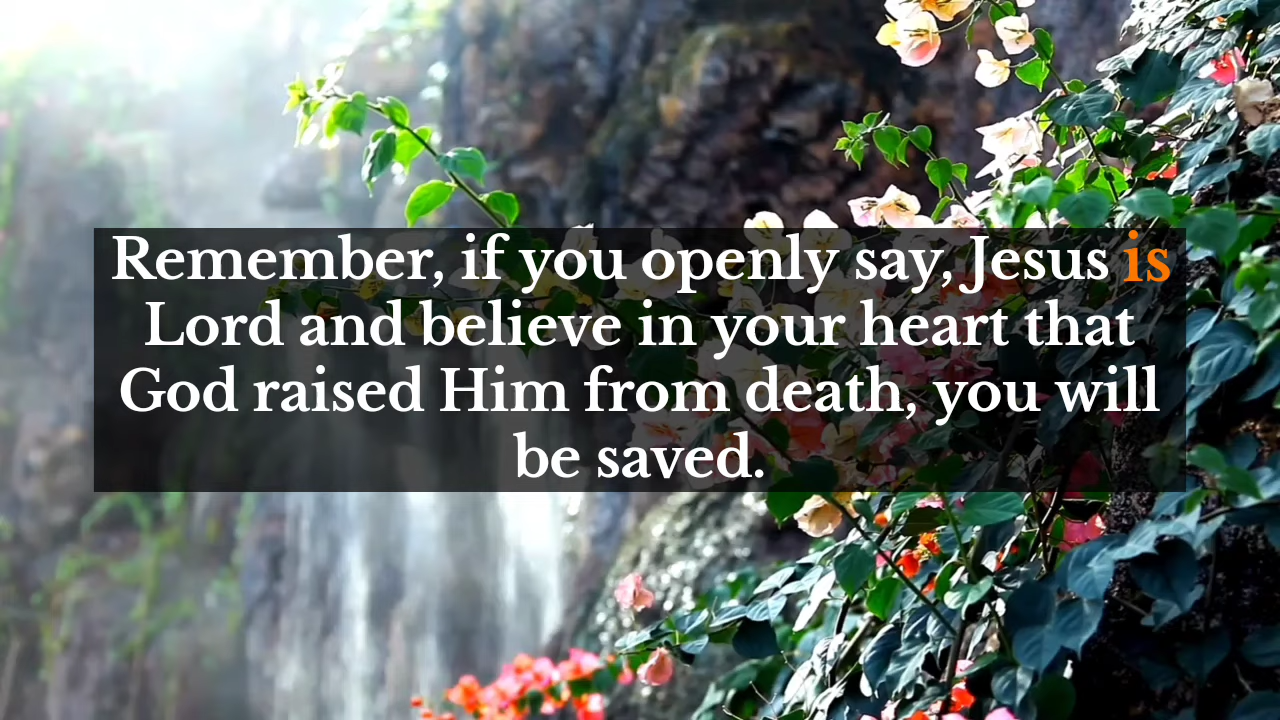 Remember, if you openly say, Jesus is
Lord and believe in your heart that
God raised Him from death, you will
be saved.